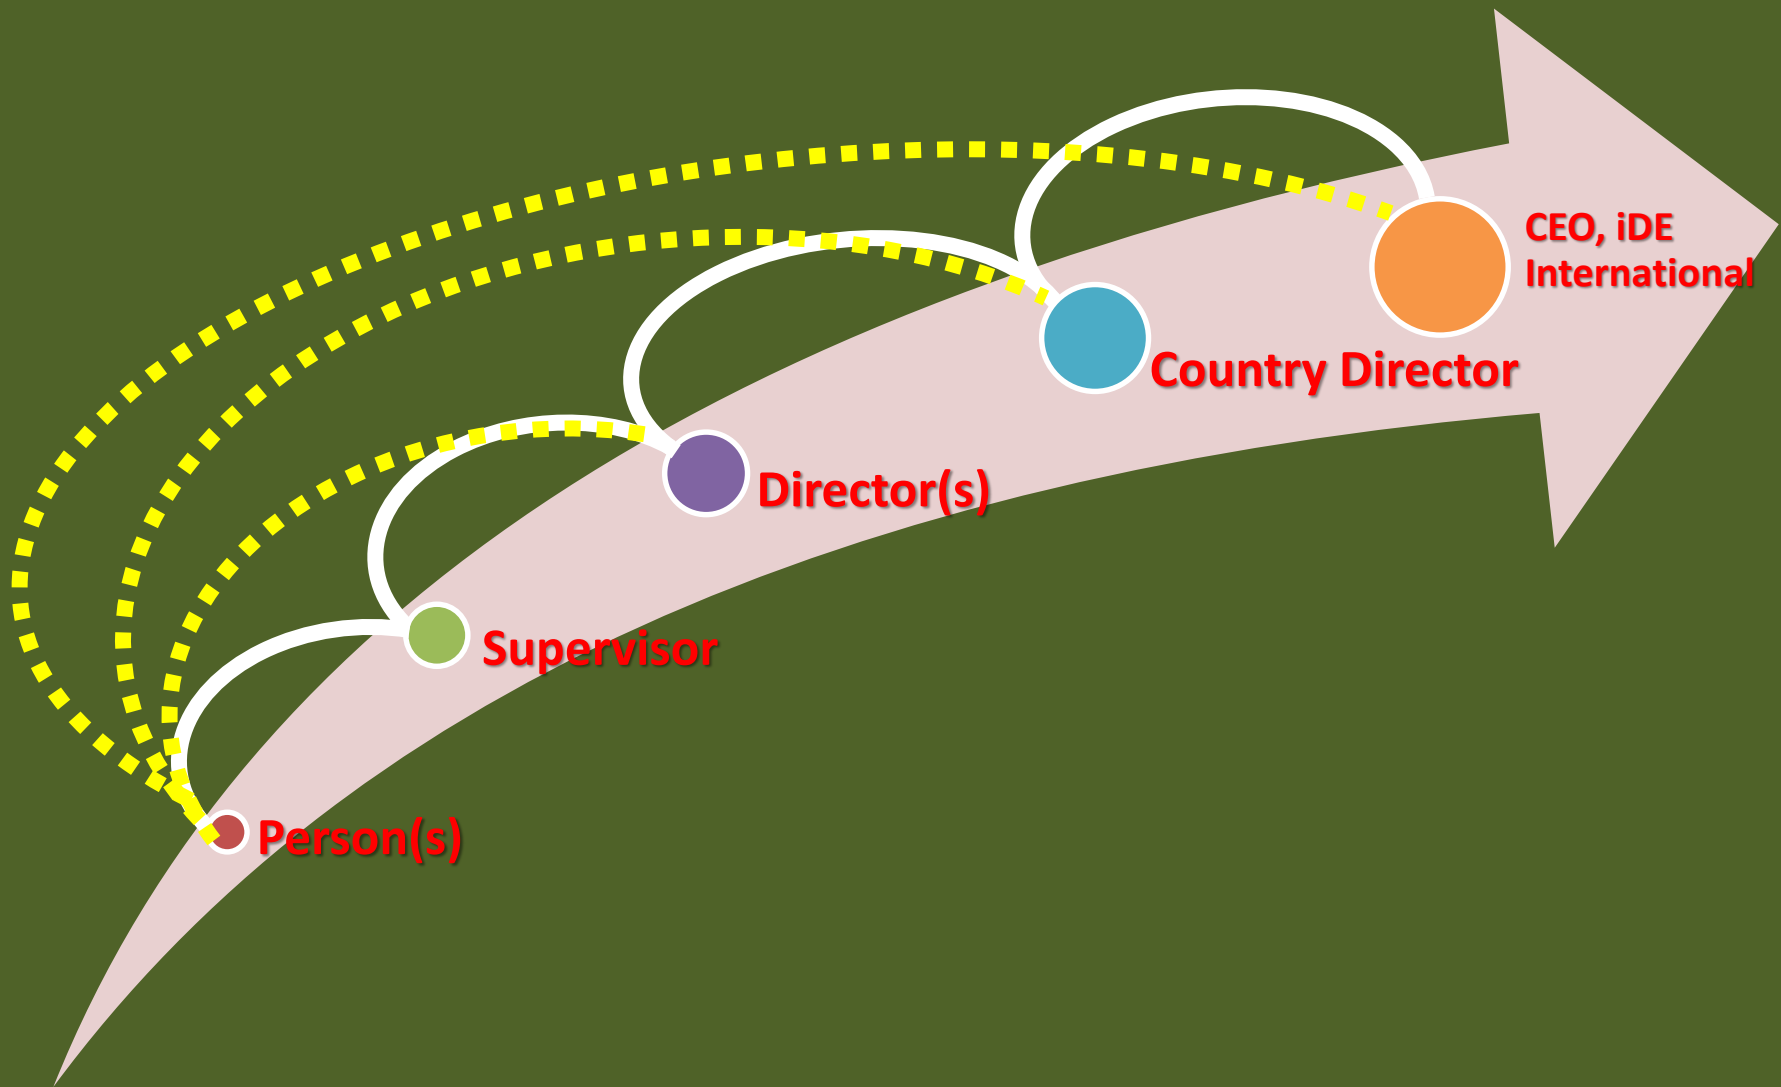 CEO, iDE
International
Country Director
Director(s)
Supervisor
Person(s)